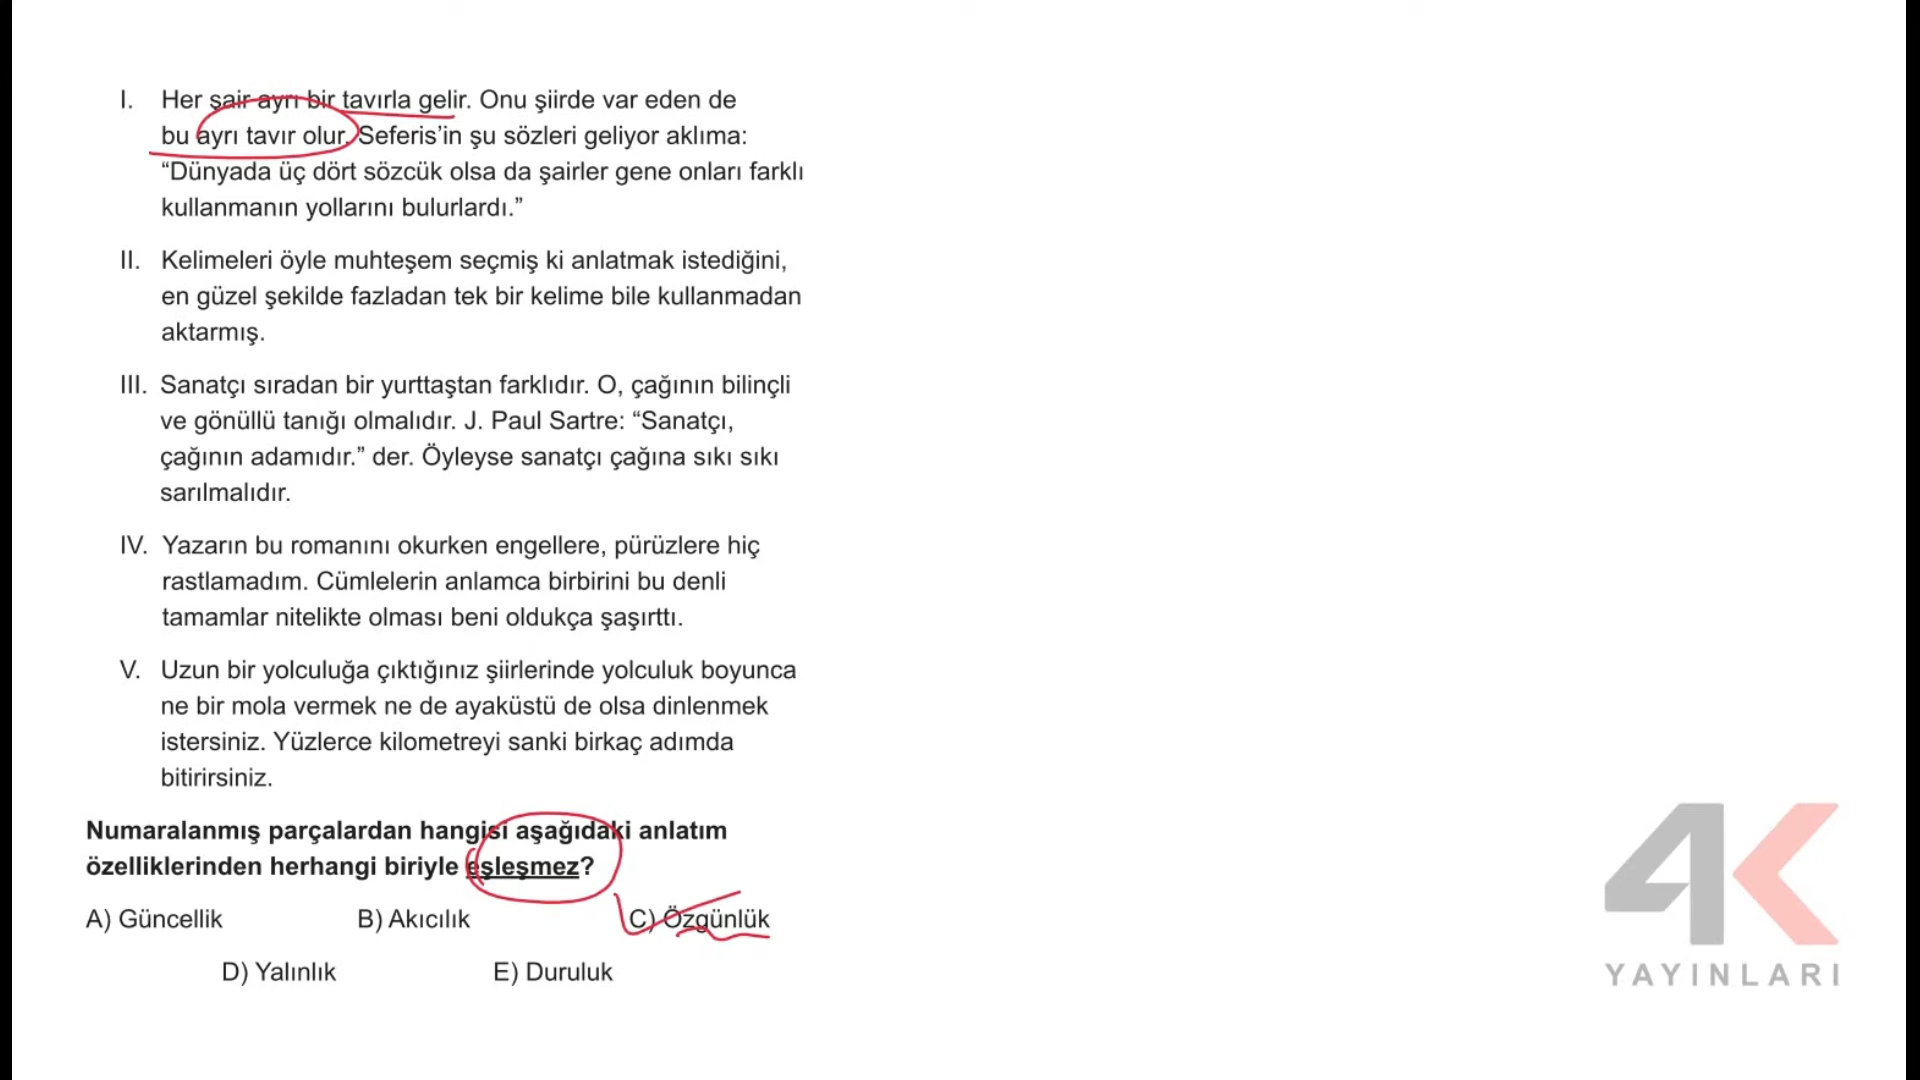 I. Her şair ayrı bir tavırla gelir. Onu şiirde var eden de
bu ayrı tavır olur. Seferis’in şu sözleri geliyor aklıma:
“Dünyada üç dört sözcük olsa da şairler gene onları farklı
kullanmanın yollarını bulurlardı.”
II. Kelimeleri öyle muhteşem seçmiş ki anlatmak istediğini,
en güzel şekilde fazladan tek bir kelime bile kullanmadan
aktarmış.
III. Sanatçı sıradan bir yurttaştan farklıdır. O, çağının bilinçli
ve gönüllü tanığı olmalıdır. J. Paul Sartre: “Sanatçı,
çağının adamıdır.” der. Öyleyse sanatçı çağına sıkı sıkı
sarılmalıdır.
IV. Yazarın bu romanını okurken engellere, pürüzlere hiç
rastlamadım. Cümlelerin anlamca birbirini bu denli
tamamlar nitelikte olması beni oldukça şaşırttı.
V. Uzun bir yolculuğa çıktığınız şiirlerinde yolculuk boyunca
ne bir mola vermek ne de ayaküstü de olsa dinlenmek
istersiniz. Yüzlerce kilometreyi sanki birkaç adımda
bitirirsiniz.
Numaralanmış parçalardan hangisi aşağıdaki anlatım
özelliklerinden herhangi biriyle eşleşmez?
A) Güncellik B) Akıcılık C) Özgünlük
D) Yalınlık E) Duruluk
4K
YAYINLARI